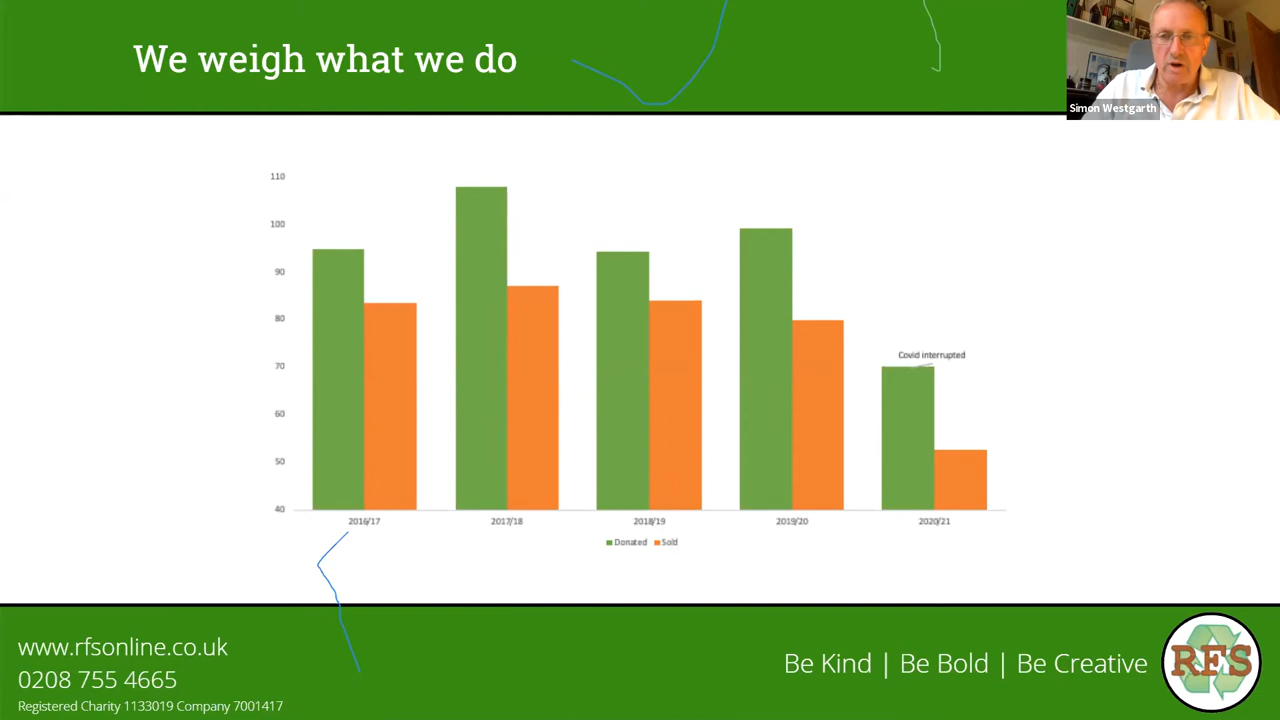 We weigh what we do
Simon Westgarth
110
100
90
80
70
60
50
40
Covid interrupted
2016/17 2017/18 2018/19 2019/20 2020/21
Donated Sold
www.rfsonline.co.uk
0208 755 4665
Registered Charity 1133019 Company 7001417
Be Kind | Be Bold | Be Creative
RFS